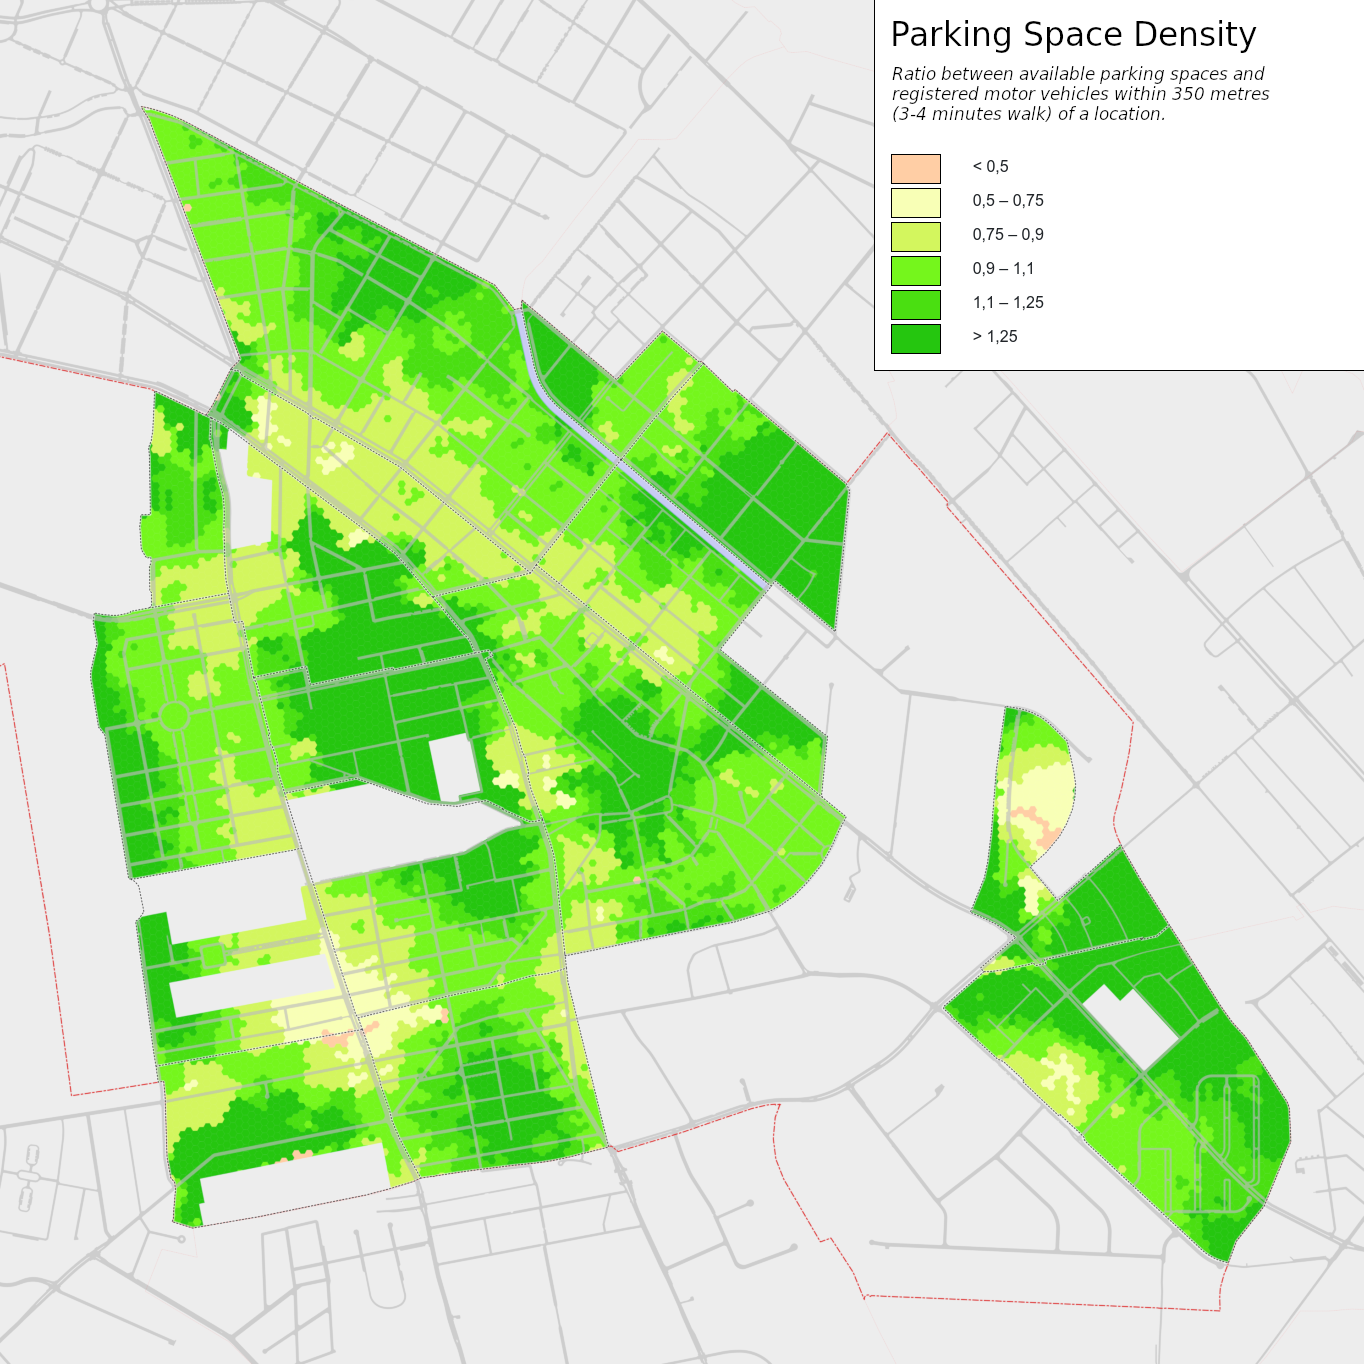 Parking Space Density
Ratio between available parking spaces and
registered motor vehicles within 350 metres
(3-4 minutes walk) of a location.
< 0,5
0,5 – 0,75
0,75 – 0,9
0,9 – 1,1
1,1 – 1,25
> 1,25